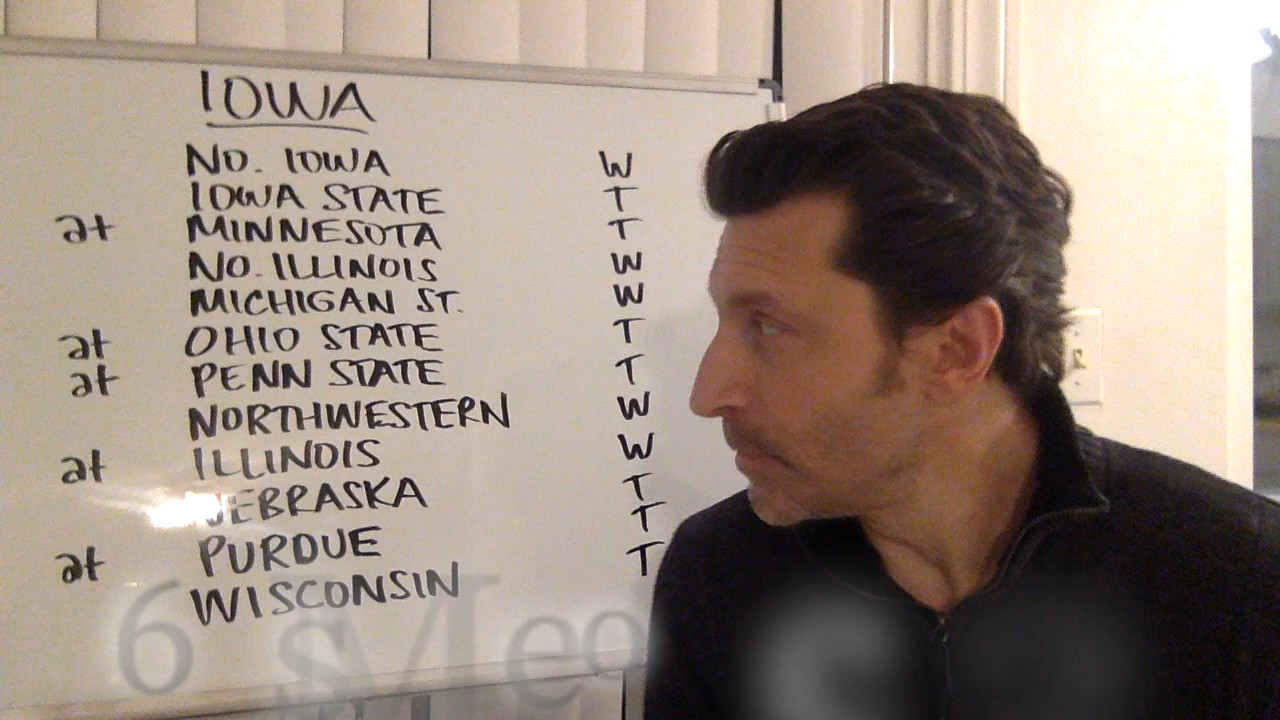 IOWA
NO. IOWA W
IOWA STATE T
at MINNESOTA T
NO. ILLINOIS W
MICHIGAN ST. W
at OHIO STATE T
at PENN STATE T
NORTHWESTERN W
at ILLINOIS W
NEBRASKA T
at PURDUE T
WISCONSIN T
6